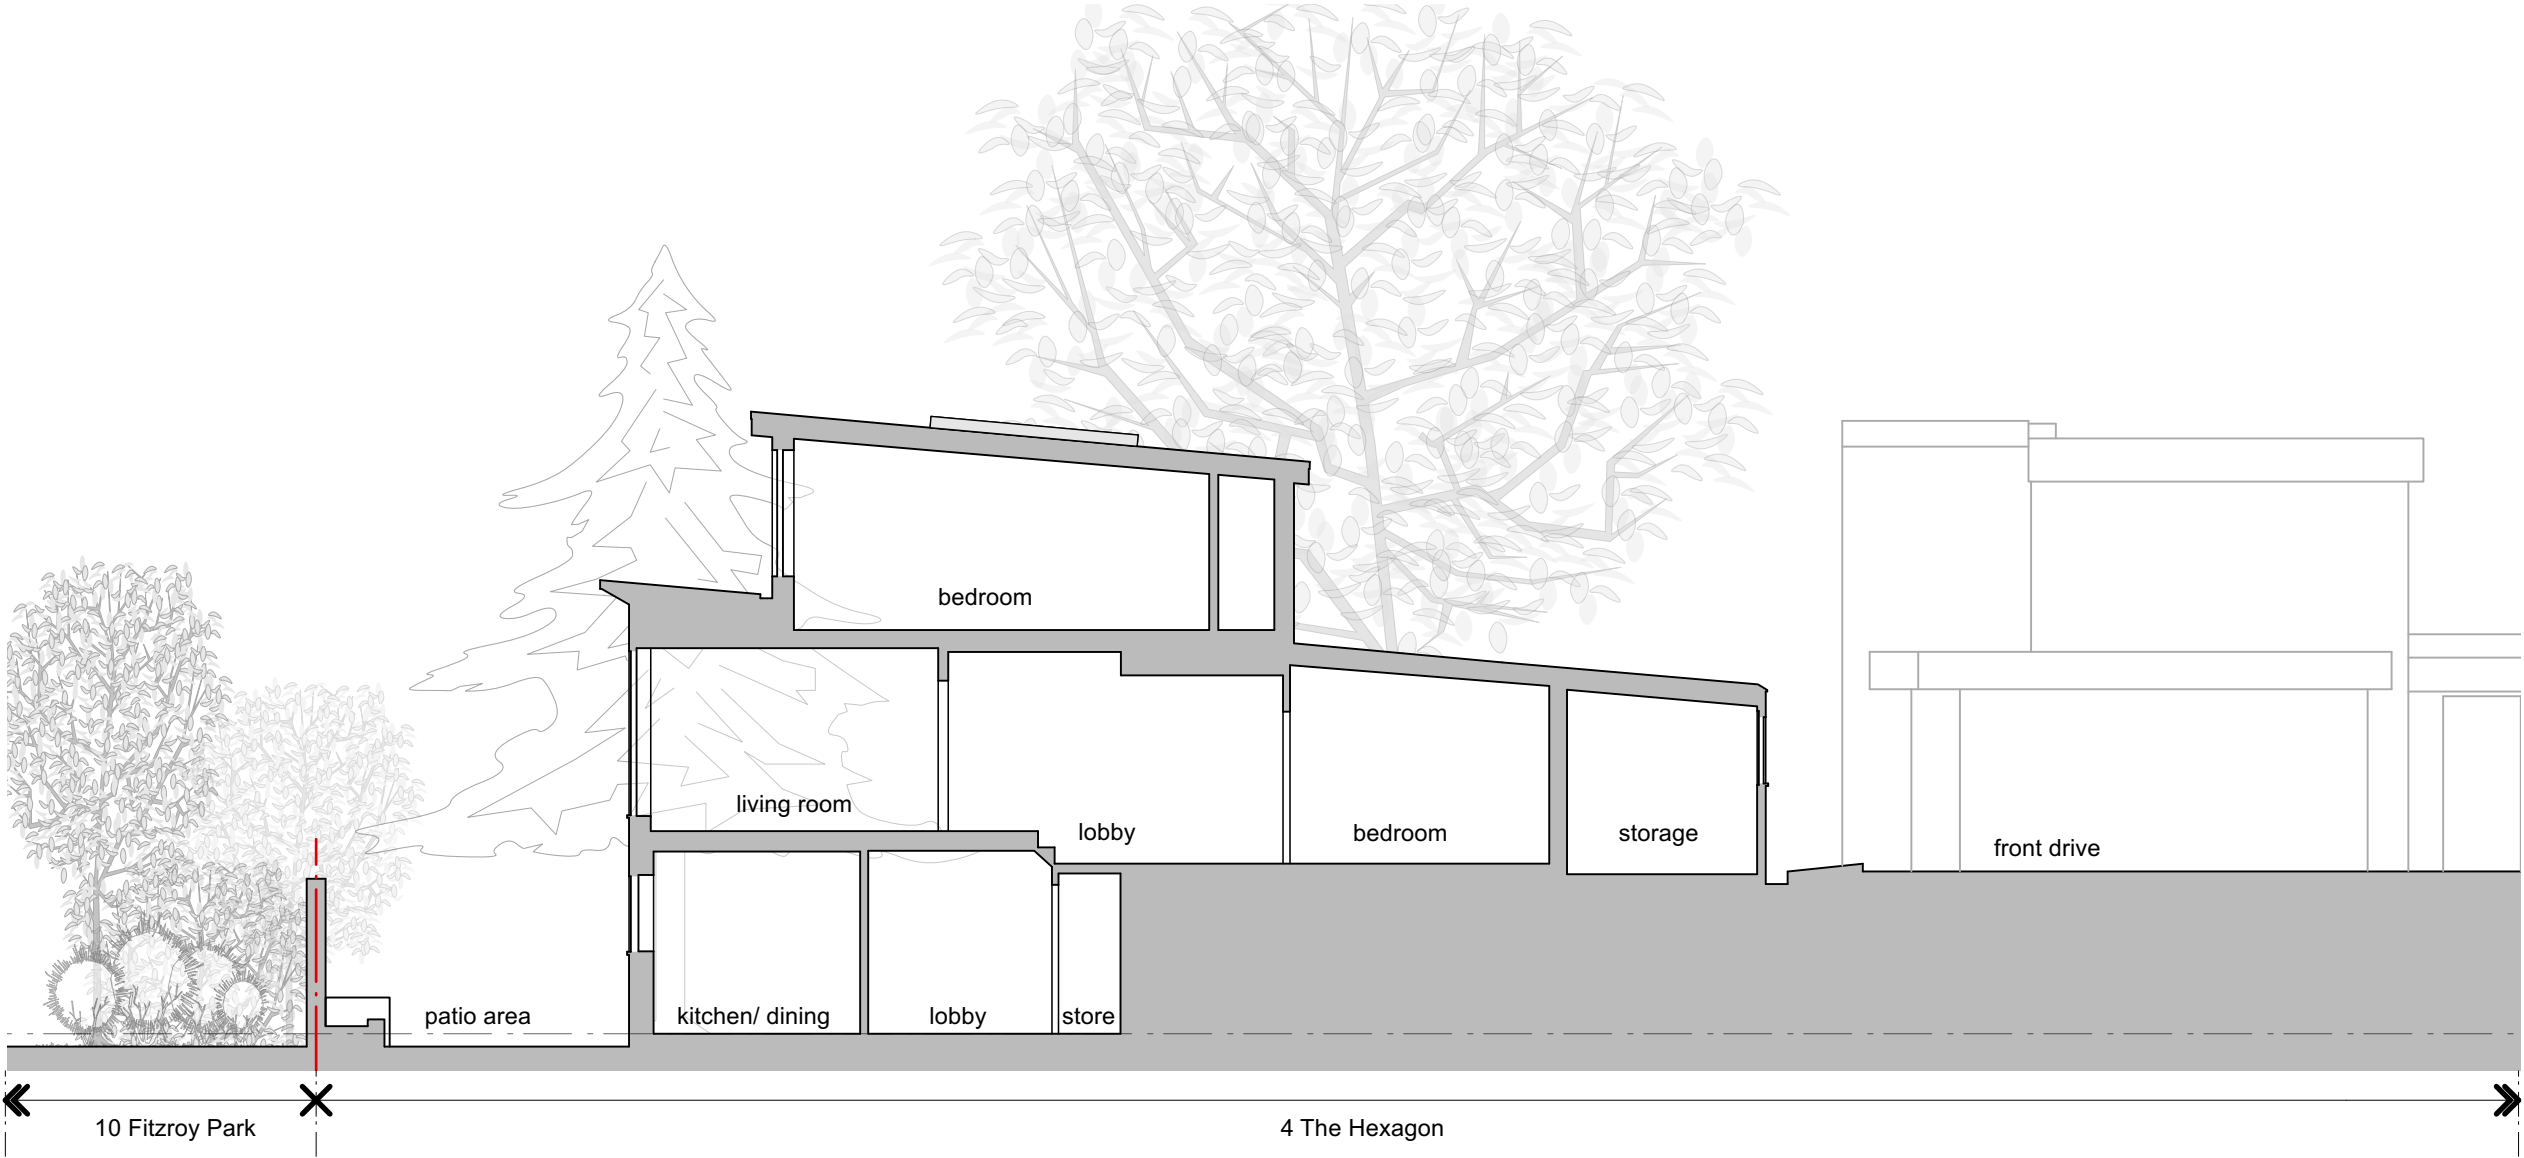 bedroom
living room
lobby
bedroom
storage
front drive
patio area
kitchen/ dining
lobby
store
10 Fitzroy Park
4 The Hexagon